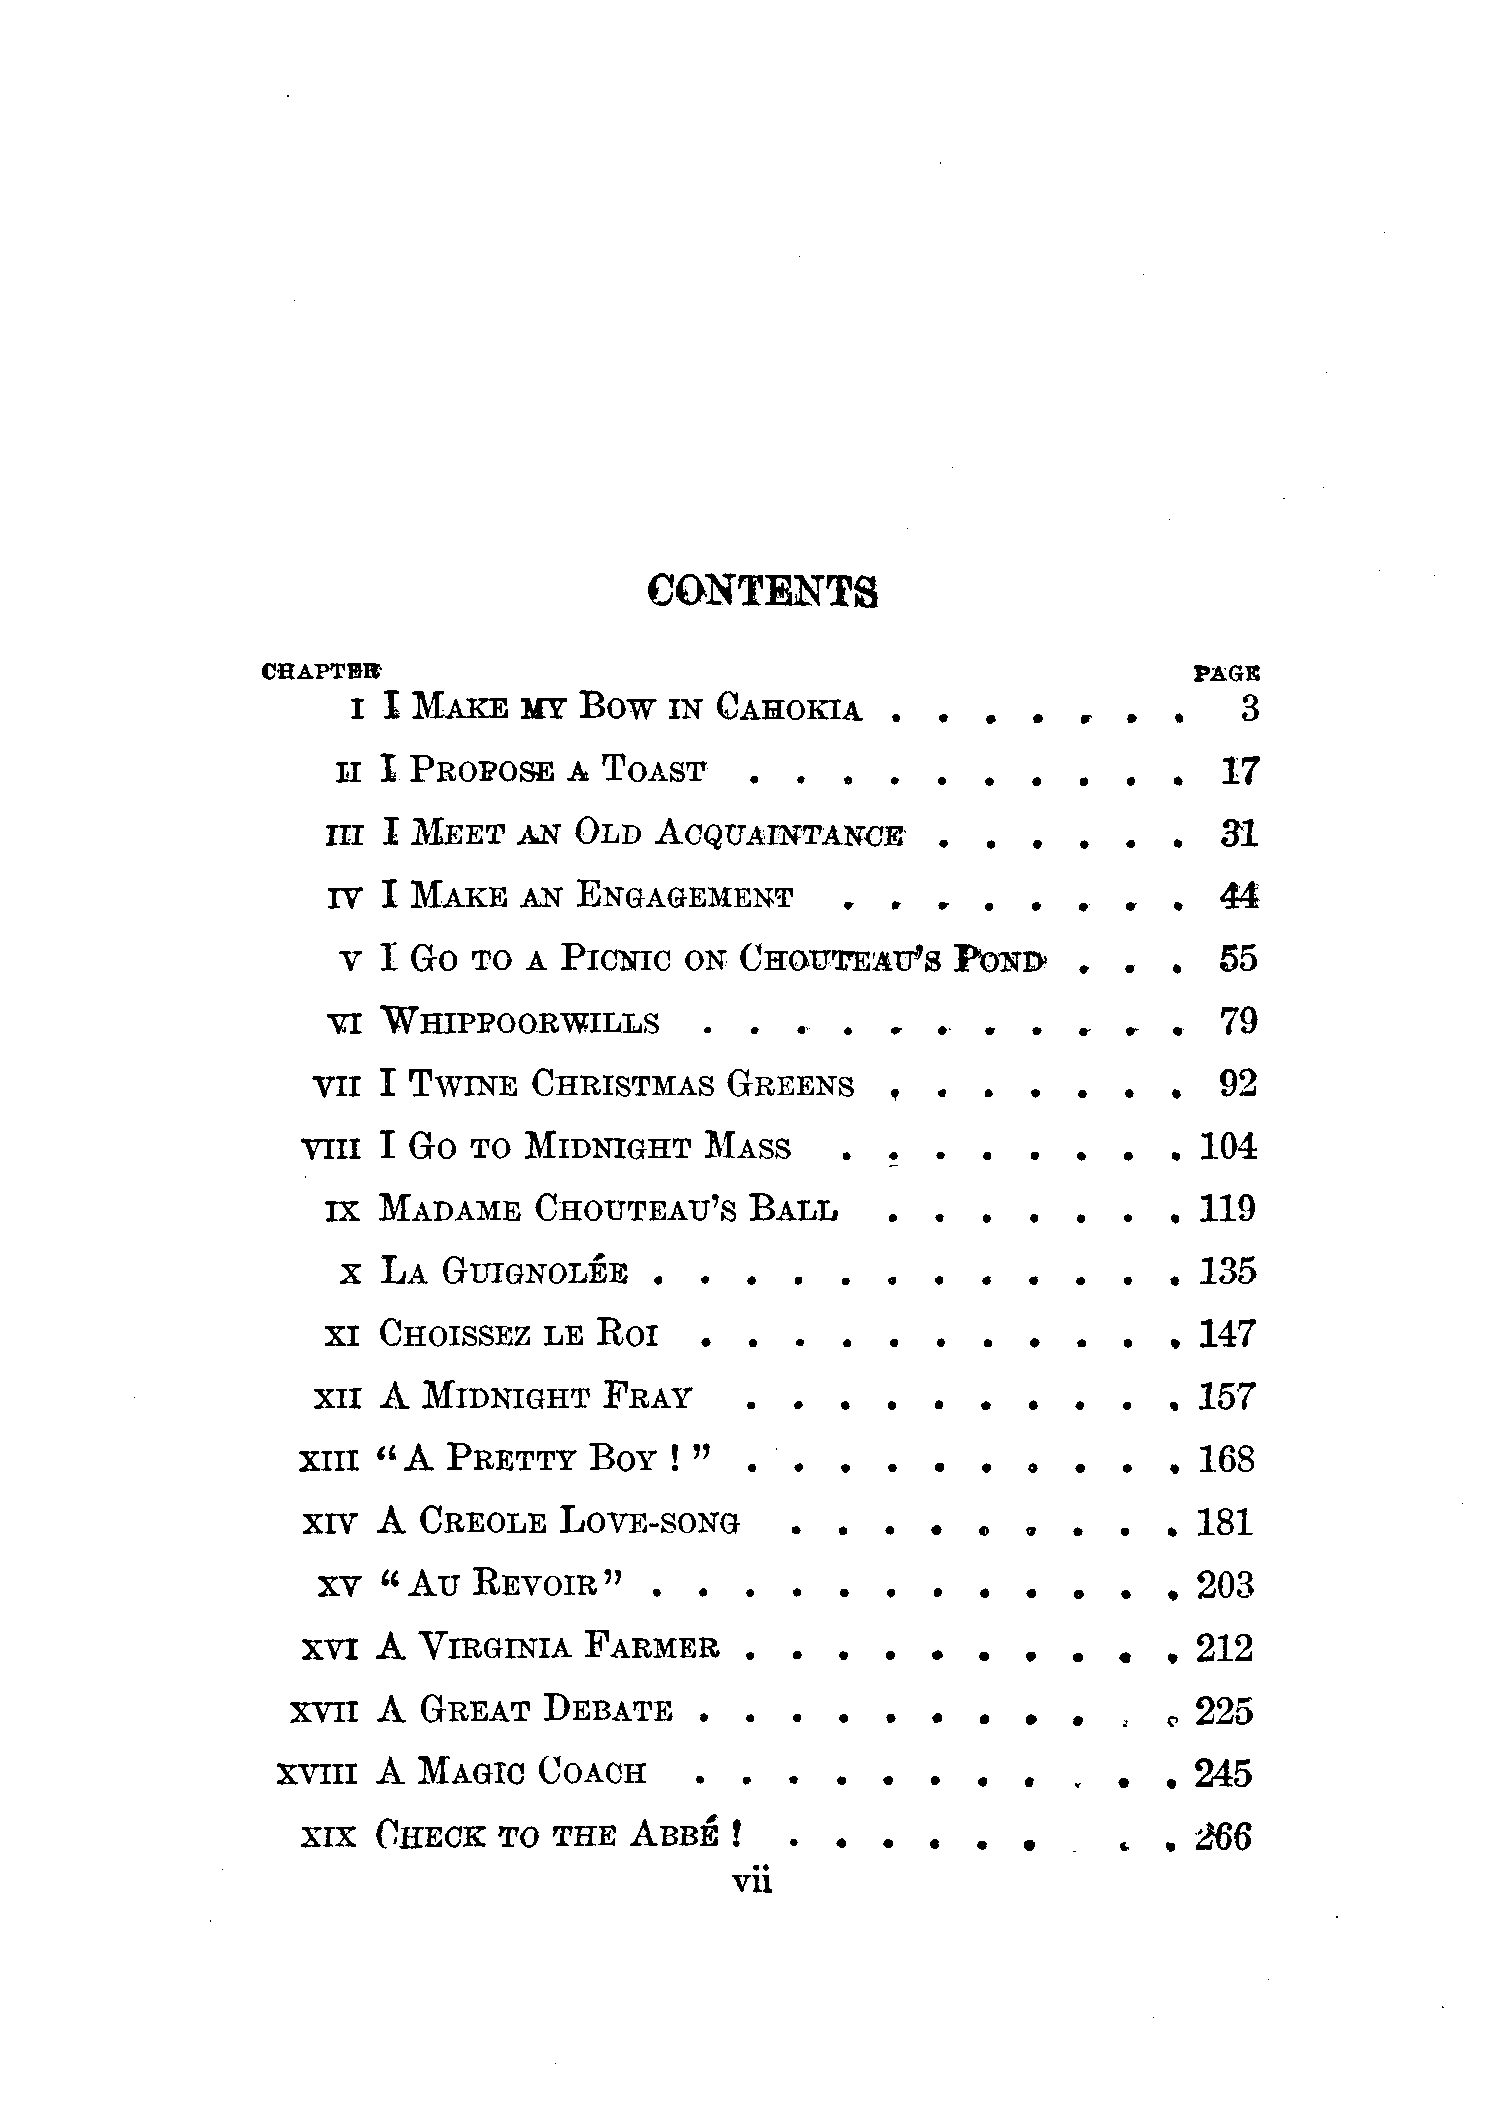 CONTENTS
CHAPTER PAGE
I I MAKE MY BOW IN CAHOKIA . . . . . . . 3
II I PROPOSE A TOAST . . . . . . . . . . 17
III I MEET AN OLD ACQUAINTANCE . . . . . . 31
IV I MAKE AN ENGAGEMENT . . . . . . . . 44
V I GO TO A PICNIC ON CHOUTEAU'S POND . . . 55
VI WHIPPOORWILLS . . . . . . . . . . . 79
VII I TWINE CHRISTMAS GREENS . . . . . . . 92
VIII I GO TO MIDNIGHT MASS . . . . . . . . 104
IX MADAME CHOUTEAU'S BALL . . . . . . . 119
X LA GUIGNOLÉE . . . . . . . . . . . . 135
XI CHOISSEZ LE ROI . . . . . . . . . . . 147
XII A MIDNIGHT FRAY . . . . . . . . . . 157
XIII "A PRETTY BOY!" . . . . . . . . . . 168
XIV A CREOLE LOVE-SONG . . . . . . . . . 181
XV "AU REVOIR" . . . . . . . . . . . . 203
XVI A VIRGINIA FARMER . . . . . . . . . . 212
XVII A GREAT DEBATE . . . . . . . . . . . 225
XVIII A MAGIC COACH . . . . . . . . . . . 245
XIX CHECK TO THE ABBÉ! . . . . . . . . 266
vii